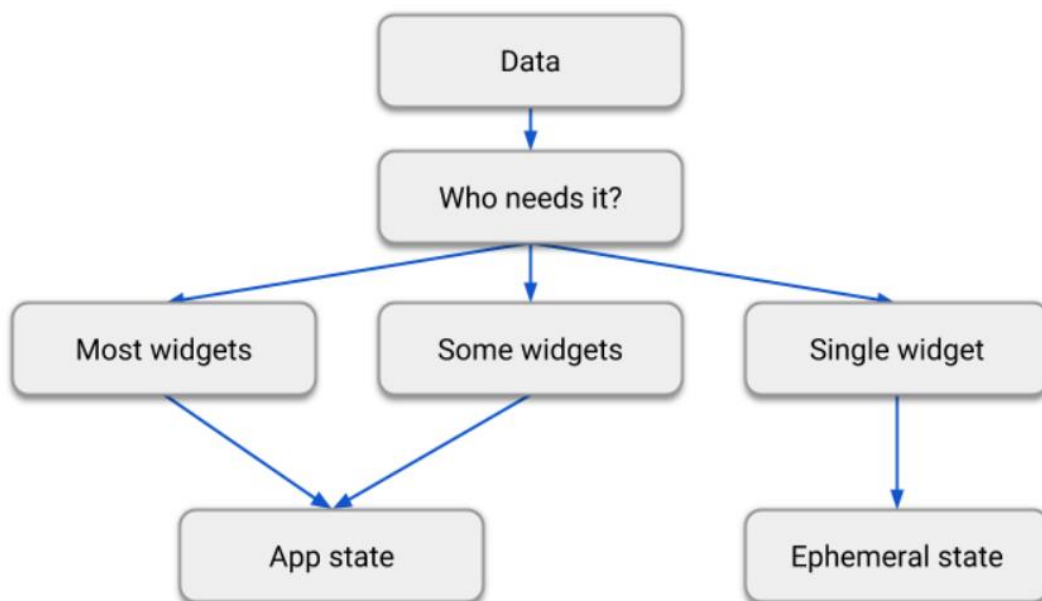 Data
Who needs it?
Most widgets
Some widgets
Single widget
App state
Ephemeral state